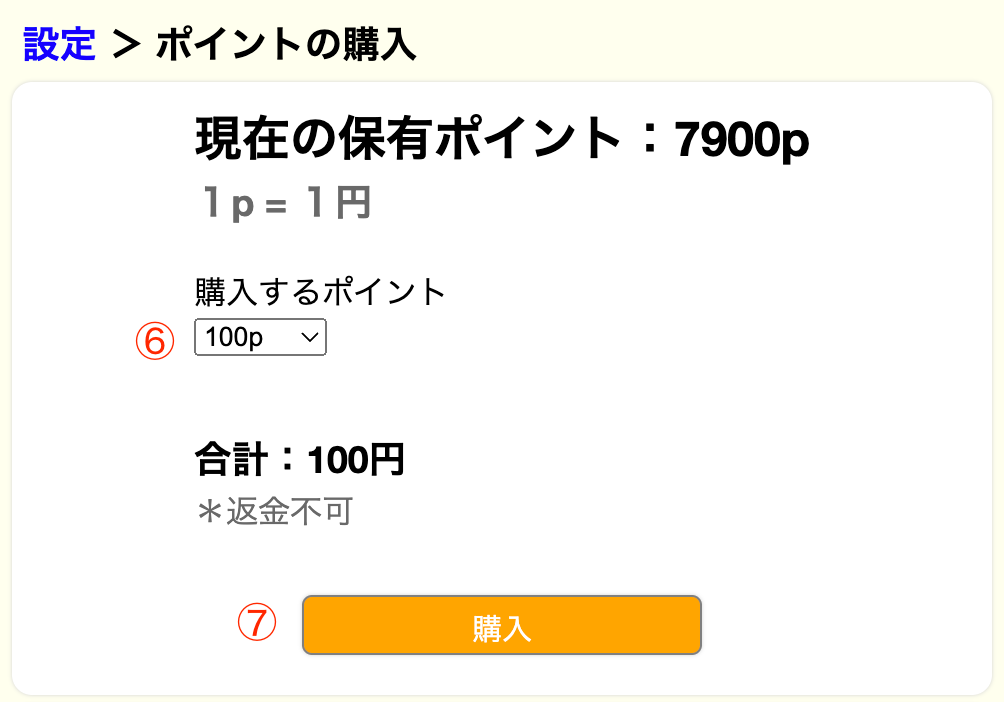 設定 ＞ ポイントの購入
現在の保有ポイント：7900p
１p = １円
購入するポイント
⑥ 100p
合計：100円
＊返金不可
⑦ 購入